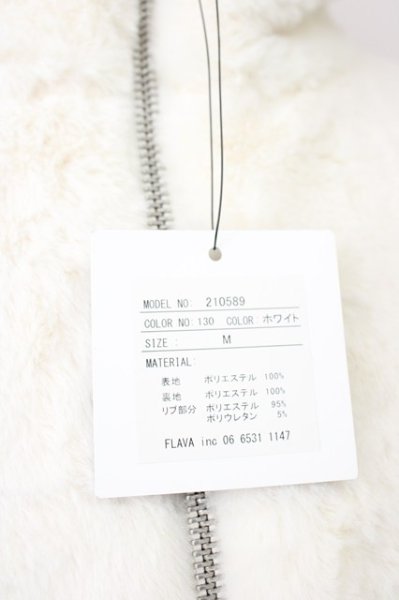 MODEL NO: 210589
COLOR NO: 130 COLOR: ホワイト
SIZE : M
MATERIAL:
表地 ポリエステル 100%
裏地 ポリエステル 100%
リブ部分 ポリエステル 95%
ポリウレタン 5%
FLAVA inc 06 6531 1147